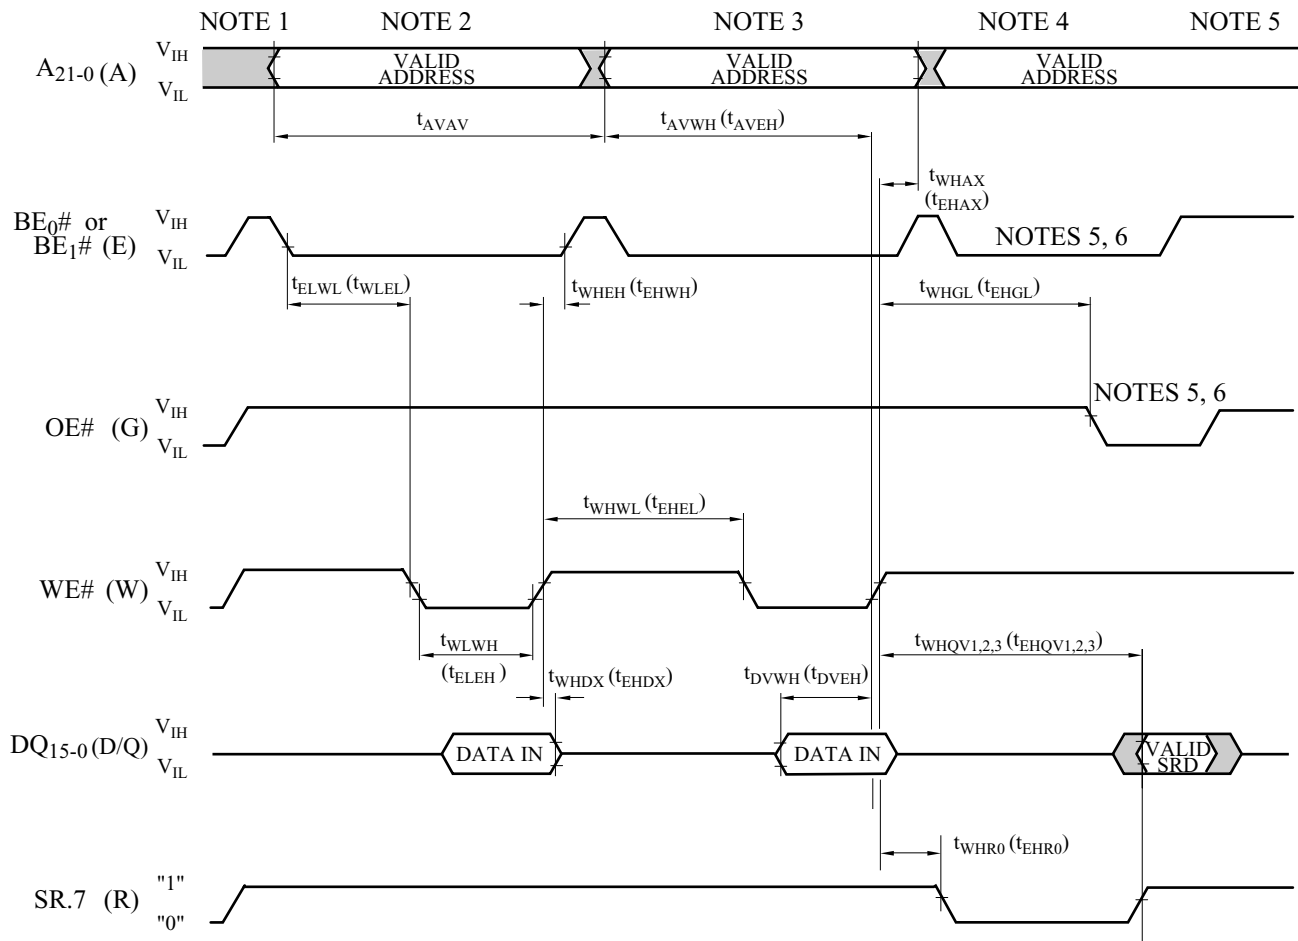 NOTE 1 NOTE 2 NOTE 3 NOTE 4 NOTE 5
A21-0 (A) VIH VALID ADDRESS VALID ADDRESS VALID ADDRESS
VIL
tAVAV tAVWH (tAVEH)
tWHAX
(tEHAX)
BE0# or
BE1# (E) VIH
VIL NOTES 5, 6
tELWL (tWLEL) tWHEH (tEHWH) tWHGL (tEHGL)
OE# (G) VIH NOTES 5, 6
VIL
tWHWL (tEHEL)
WE# (W) VIH
VIL
tWLWH
(tELEH) tWHDX (tEHDX) tDVWH (tDVEH) tWHQV1,2,3 (tEHQV1,2,3)
DQ15-0 (D/Q) VIH
VIL DATA IN DATA IN VALID SRD
tWHR0 (tEHR0)
SR.7 (R) "1"
"0"